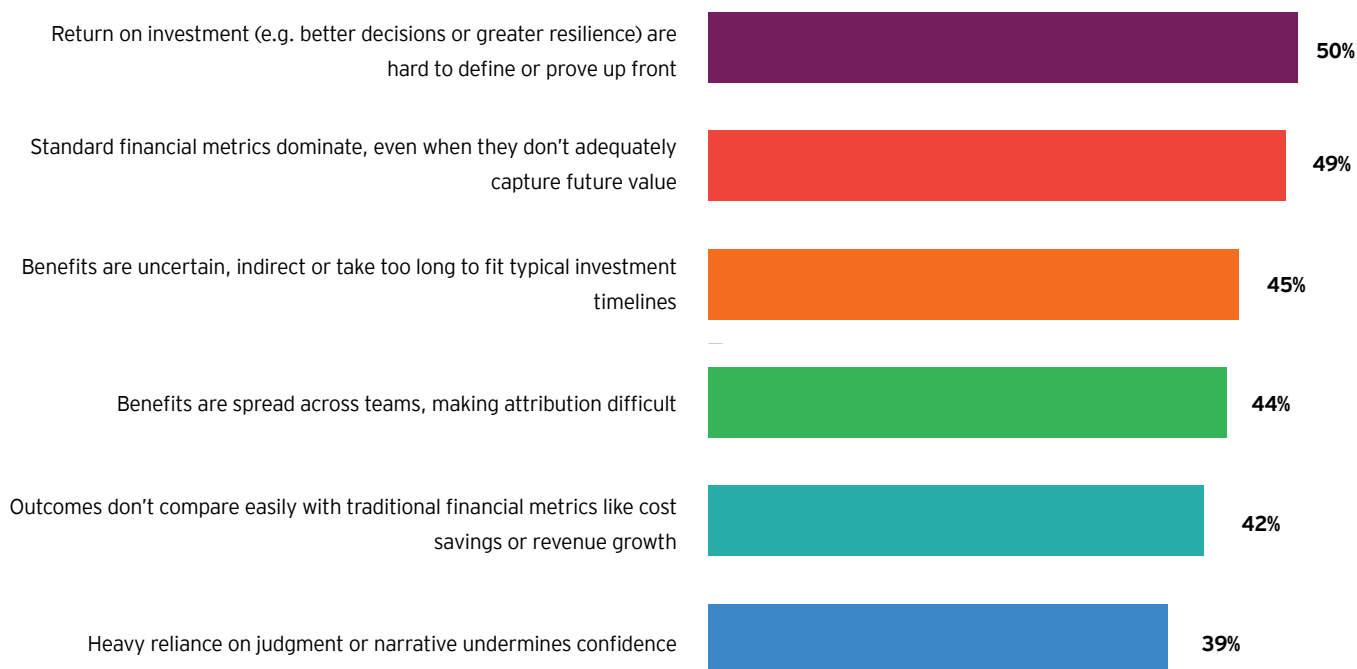 Return on investment (e.g. better decisions or greater resilience) are
hard to define or prove up front
50%
Standard financial metrics dominate, even when they don't adequately
capture future value
49%
Benefits are uncertain, indirect or take too long to fit typical investment
timelines
45%
Benefits are spread across teams, making attribution difficult
44%
Outcomes don't compare easily with traditional financial metrics like cost
savings or revenue growth
42%
Heavy reliance on judgment or narrative undermines confidence
39%